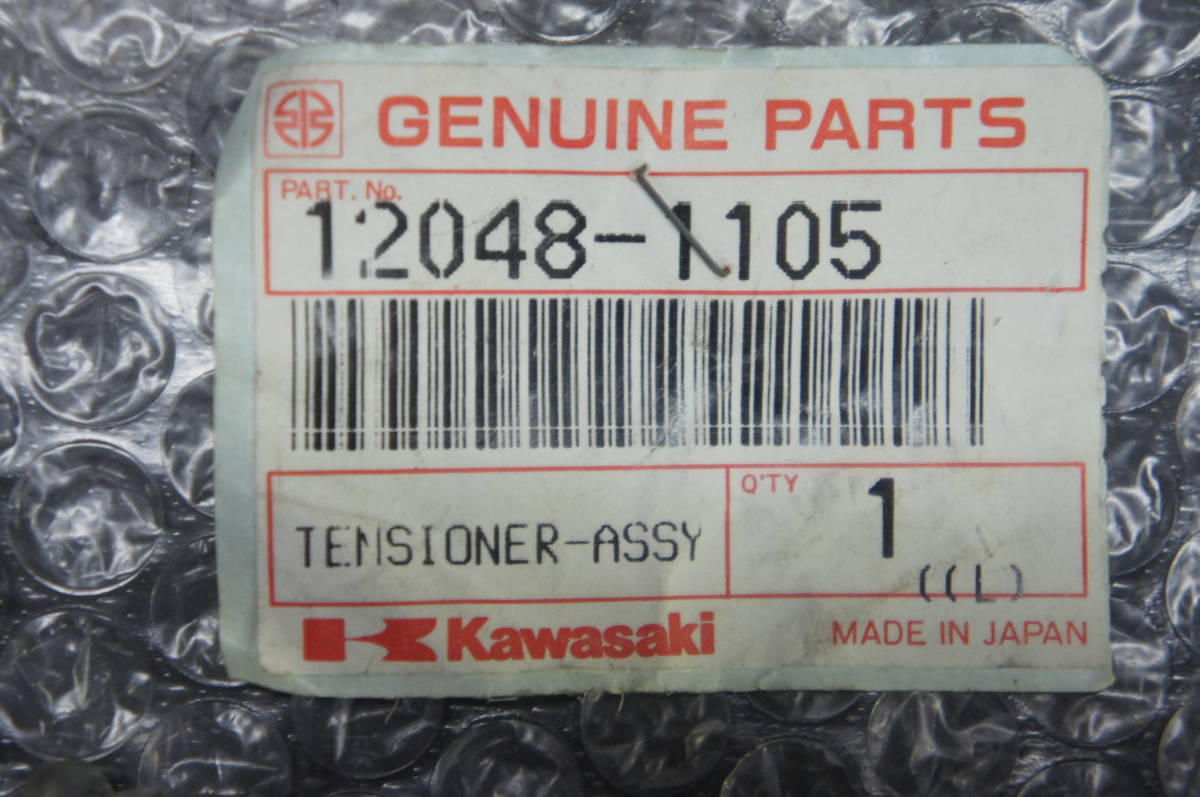 GENUINE PARTS
PART. No.
12048-1105
TENSIONER-ASSY
Q'TY
1
((L)
Kawasaki
MADE IN JAPAN